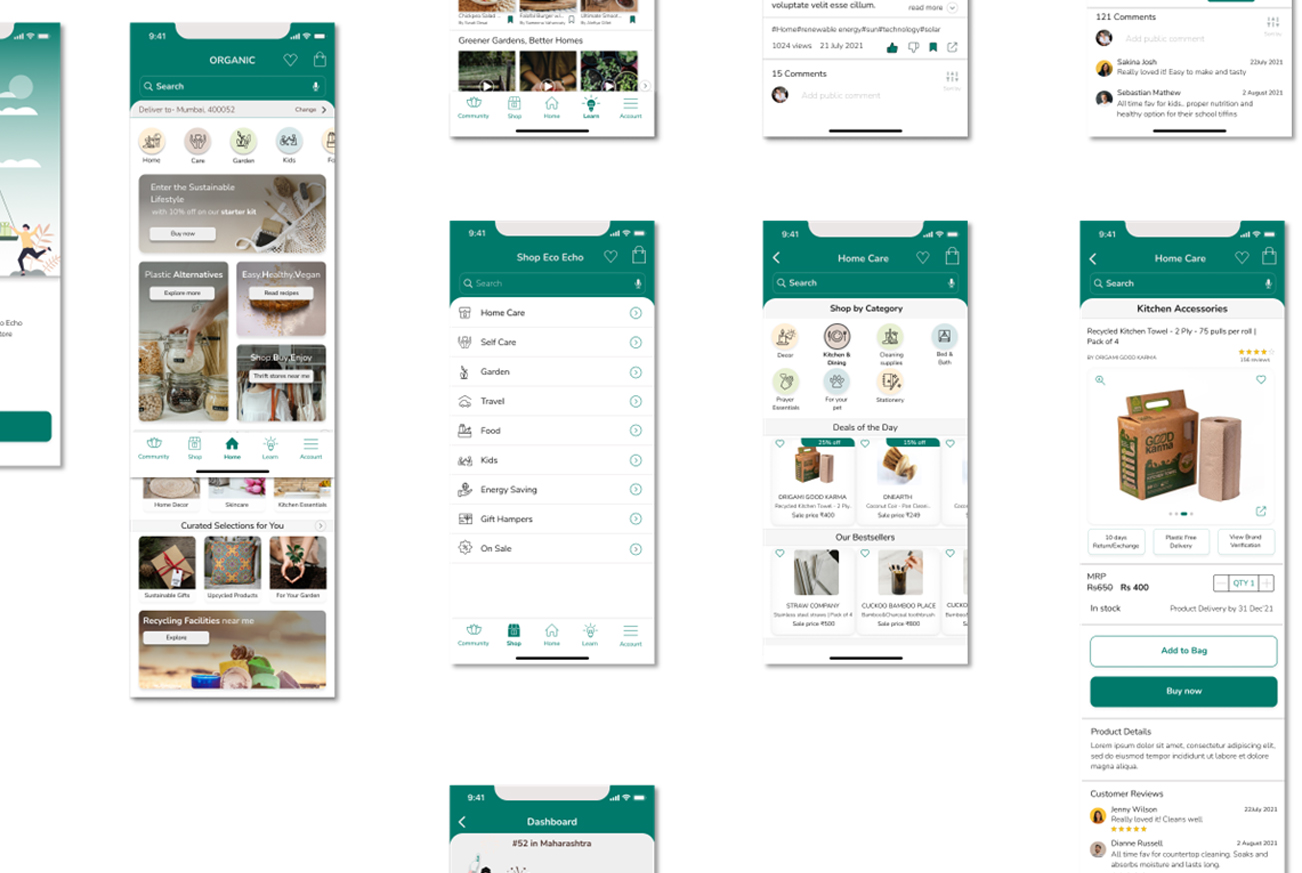 o Echo
tore
9:41
ORGANIC
Search
Deliver to- Mumbai, 400052
Change
Home
Care
Garden
Kids
Fo
Enter the Sustainable
Lifestyle
with 10% off on our starter kit
Buy now
Plastic Alternatives
Explore more
Easy.Healthy.Vegan
Read recipes
Shop.Buy.Enjoy
Thrift stores near me
Community
Shop
Home
Learn
Account
Home Decor
Skincare
Kitchen Essentials
Curated Selections for You
Sustainable Gifts
Upcycled Products
For Your Garden
Recycling Facilities near me
Explore
Greener Gardens, Better Homes
Community
Shop
Home
Learn
Account
9:41
Shop Eco Echo
Search
Home Care
Self Care
Garden
Travel
Food
Kids
Energy Saving
Gift Hampers
On Sale
Community
Shop
Home
Learn
Account
9:41
Dashboard
#52 in Maharashtra
voluptate velit esse cillum.
read more
#Home#renewable energy#sun#technology#solar
1024 views
21 July 2021
15 Comments
Sort by
Add public comment
9:41
Home Care
Search
Shop by Category
Decor
Kitchen &
Dining
Cleaning
supplies
Bed &
Bath
Prayer
Essentials
For your
pet
Stationery
Deals of the Day
25% off
15% off
ORIGAMI GOOD KARMA
Recycled Kitchen Towel - 2 Ply-
Sale price ₹400
ONEARTH
Coconut Coir - Pan Clean...
Sale price ₹249
Our Bestsellers
STRAW COMPANY
Stainless steel straws | Pack of 4
Sale price ₹500
CUCKOO BAMBOO PLACE
Bamboo&Charcoal toothbrush
Sale price ₹800
CUCKO
121 Comments
Sort by
Add public comment
Sakina Josh
22July 2021
Really loved it! Easy to make and tasty
Sebastian Mathew
2 August 2021
All time fav for kids.. proper nutrition and
healthy option for their school tiffins
9:41
Home Care
Search
Kitchen Accessories
Recycled Kitchen Towel - 2 Ply - 75 pulls per roll |
Pack of 4
BY ORIGAMI GOOD KARMA
156 reviews
GOOD
KARMA
10 days
Return/Exchange
Plastic Free
Delivery
View Brand
Verification
MRP
Rs650 Rs 400
QTY 1
In stock
Product Delivery by 31 Dec'21
Add to Bag
Buy now
Product Details
Lorem ipsum dolor sit amet, consectetur adipiscing elit,
sed do eiusmod tempor incididunt ut labore et dolore
magna aliqua.
Customer Reviews
Jenny Wilson
22July 2021
Really loved it! Cleans well
Dianne Russell
2 August 2021
All time fav for countertop cleaning. Soaks and
absorbs moisture and lasts long.